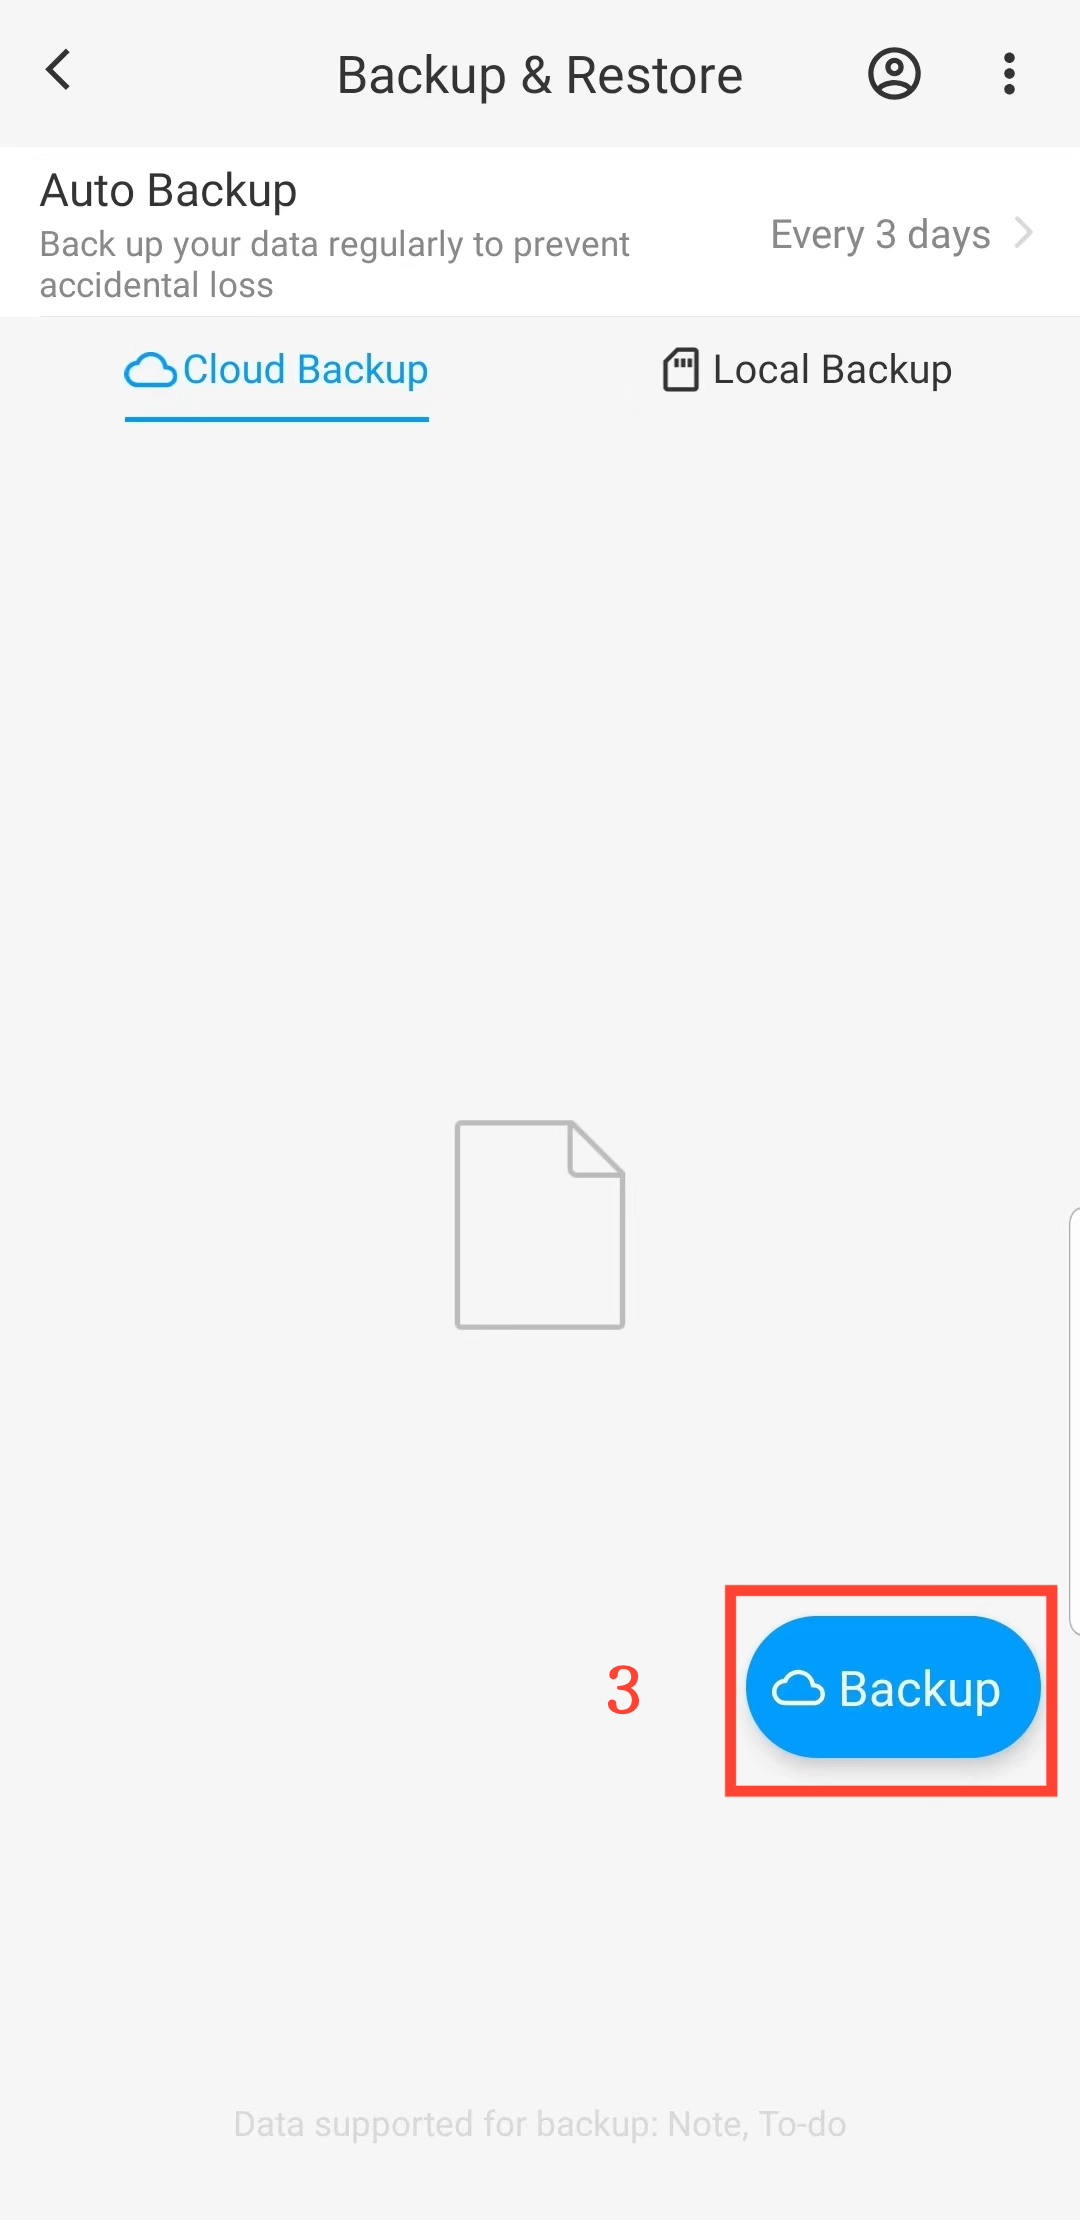 Backup & Restore
Auto Backup
Back up your data regularly to prevent
accidental loss
Every 3 days
Cloud Backup
Local Backup
3
Backup
Data supported for backup: Note, To-do